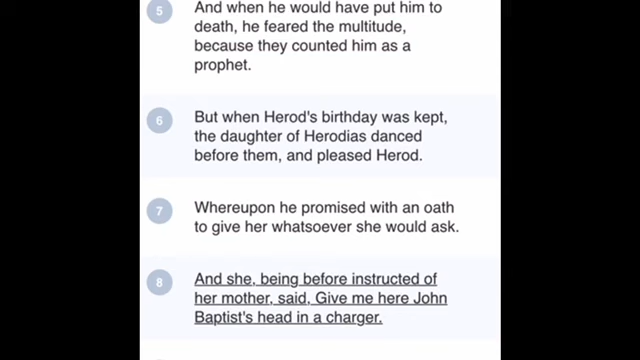 5 And when he would have put him to
death, he feared the multitude,
because they counted him as a
prophet.
6 But when Herod's birthday was kept,
the daughter of Herodias danced
before them, and pleased Herod.
7 Whereupon he promised with an oath
to give her whatsoever she would ask.
8 And she, being before instructed of
her mother, said, Give me here John
Baptist's head in a charger.